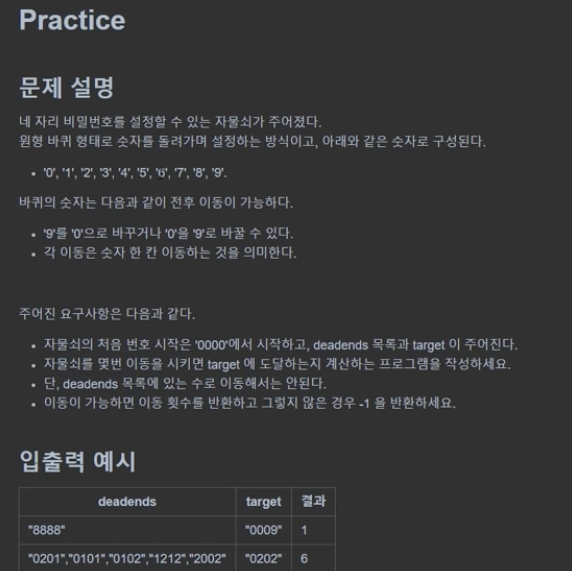 Practice
문제 설명
네 자리 비밀번호를 설정할 수 있는 자물쇠가 주어졌다.
원형 바퀴 형태로 숫자를 돌려가며 설정하는 방식이고, 아래와 같은 숫자로 구성된다.
• '0', '1', '2', '3', '4', '5', '6', '7', '8', '9'.
바퀴의 숫자는 다음과 같이 전후 이동이 가능하다.
• '9'를 '0'으로 바꾸거나 '0'을 '9'로 바꿀 수 있다.
• 각 이동은 숫자 한 칸 이동하는 것을 의미한다.
주어진 요구사항은 다음과 같다.
• 자물쇠의 처음 번호 시작은 '0000'에서 시작하고, deadends 목록과 target 이 주어진다.
• 자물쇠를 몇번 이동을 시키면 target 에 도달하는지 계산하는 프로그램을 작성하세요.
• 단, deadends 목록에 있는 수로 이동해서는 안된다.
• 이동이 가능하면 이동 횟수를 반환하고 그렇지 않은 경우 -1 을 반환하세요.
입출력 예시
deadends target 결과
"8888" "0009" 1
"0201","0101","0102","1212","2002" "0202" 6